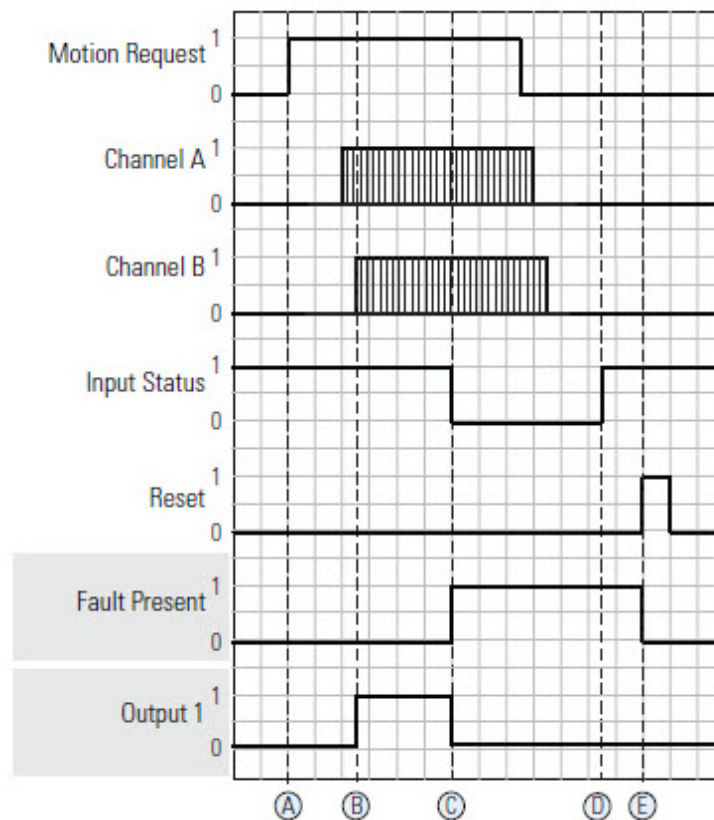 Motion Request 1
0
Channel A 1
0
Channel B 1
0
Input Status 1
0
Reset 1
0
Fault Present 1
0
Output 1 1
0
A B C D E